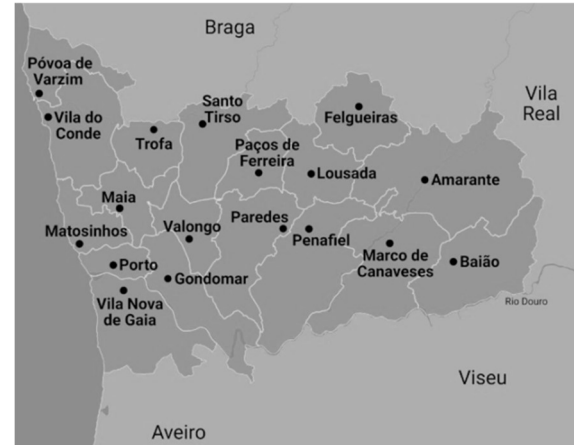 Braga
Póvoa de
Varzim
Vila
Real
Santo
Tirso
Felgueiras
Vila do
Conde
Trofa
Paços de
Ferreira
Lousada
Amarante
Maia
Matosinhos
Valongo
Paredes
Penafiel
Marco de
Canaveses
Baião
Porto
Gondomar
Vila Nova
de Gaia
Rio Douro
Viseu
Aveiro